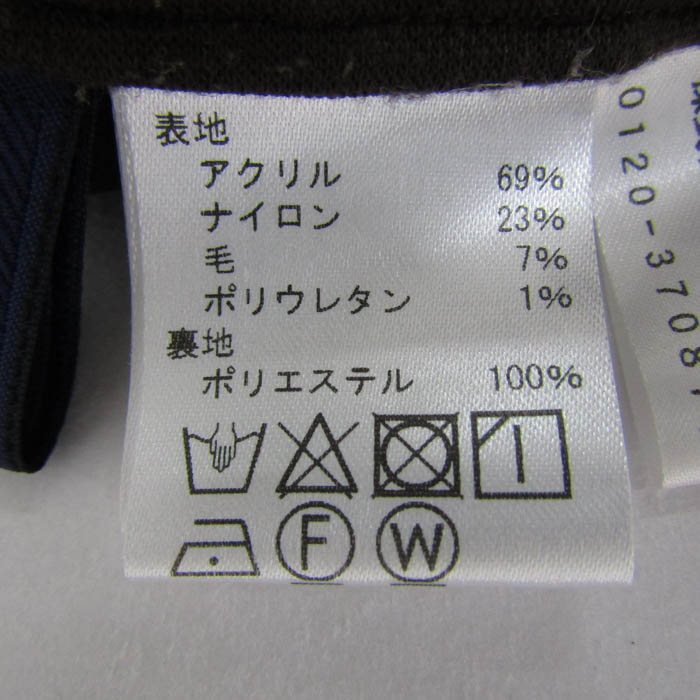 表地
アクリル 69%
ナイロン 23%
毛 7%
ポリウレタン 1%
裏地
ポリエステル 100%
F W
0120-3708